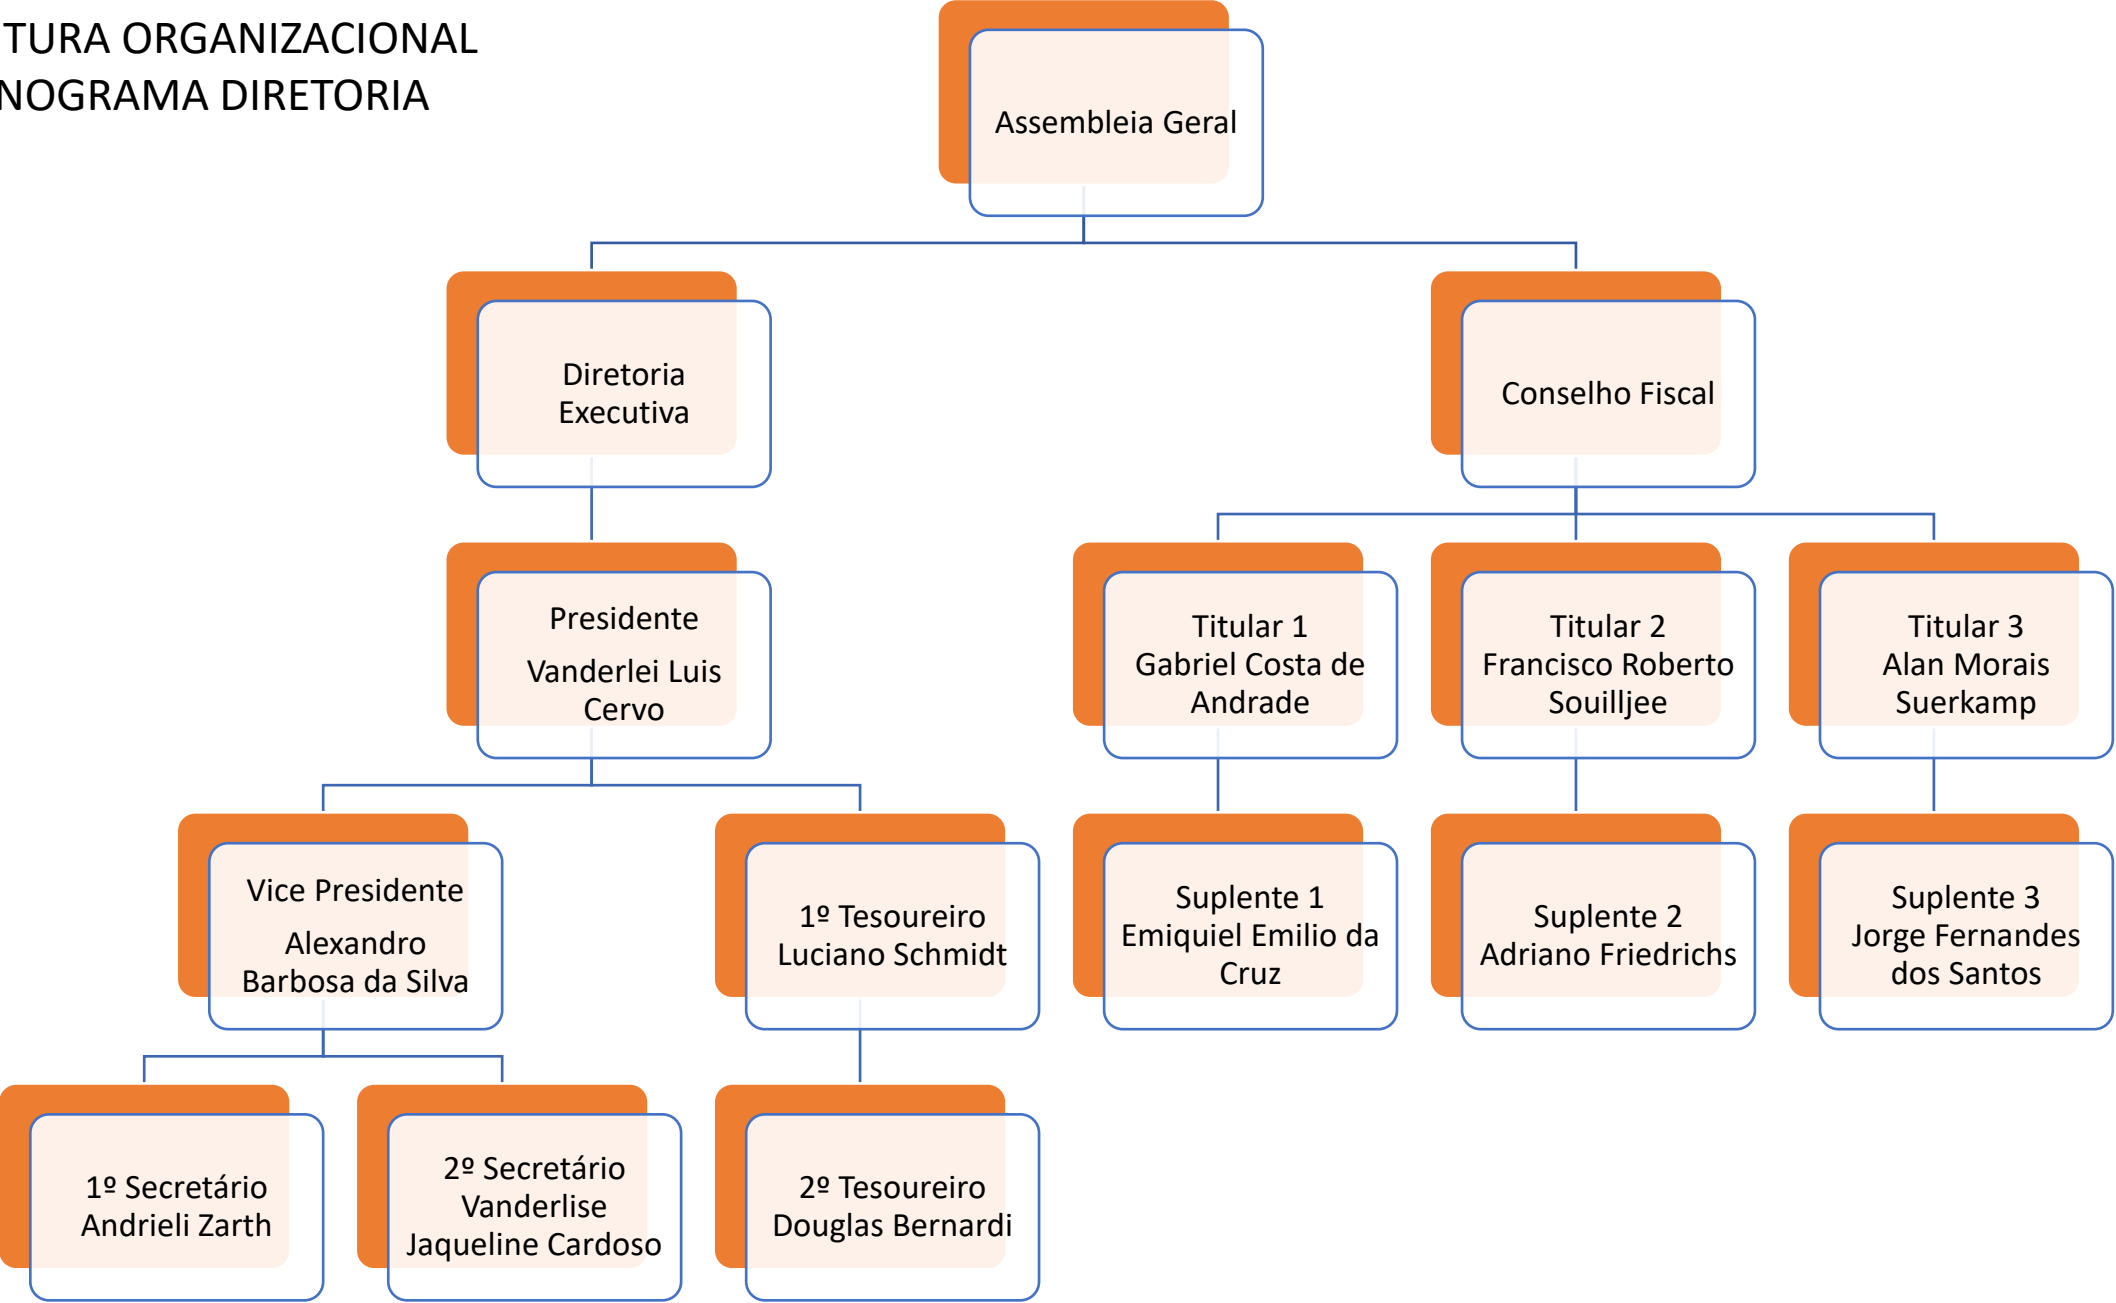 TURA ORGANIZACIONAL
NOGRAMA DIRETORIA
Assembleia Geral
Diretoria
Executiva
Conselho Fiscal
Presidente
Vanderlei Luis
Cervo
Titular 1
Gabriel Costa de
Andrade
Titular 2
Francisco Roberto
Souilljee
Titular 3
Alan Morais
Suerkamp
Vice Presidente
Alexandro
Barbosa da Silva
1º Tesoureiro
Luciano Schmidt
Suplente 1
Emiquiel Emilio da
Cruz
Suplente 2
Adriano Friedrichs
Suplente 3
Jorge Fernandes
dos Santos
1º Secretário
Andrieli Zarth
2º Secretário
Vanderlise
Jaqueline Cardoso
2º Tesoureiro
Douglas Bernardi